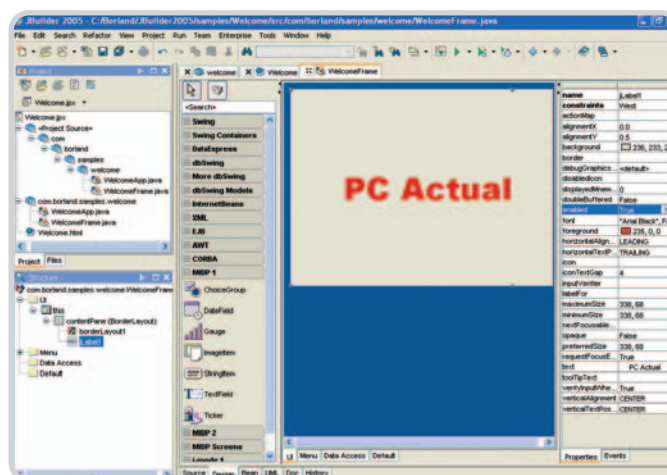 JBuilder 2005 - C:/Borland/JBuilder2005/samples/Welcome/src/com/borland/samples/welcome/WelcomeFrame.java
File Edit Search Refactor View Project Run Team Enterprise Tools Window Help
Project
Welcome.jpx
Welcome.jpx
<Project Source>
com
borland
samples
welcome
WelcomeApp.java
WelcomeFrame.java
com.borland.samples.welcome
WelcomeApp.java
WelcomeFrame.java
Welcome.html
Project Files
Structure
com.borland.samples.welcome.WelcomeFram
UI
this
contentPane (BorderLayout)
borderLayout1
jLabel1
Menu
Data Access
Default
welcome Welcome WelcomeFrame
<Search>
Swing
Swing Containers
DataExpress
dbSwing
More dbSwing
dbSwing Models
InternetBeans
XML
EJB
AWT
CORBA
MIDP 1
ChoiceGroup
DateField
Gauge
ImageItem
StringItem
TextField
Ticker
MIDP 2
MIDP Screens
i-mode 1
PC Actual
UI Menu Data Access Default
Source Design Bean UML Doc History
name jLabel1
constraints West
actionMap
alignmentX 0.0
alignmentY 0.5
background 236, 233, 2
border
debugGraphics... <default>
disabledIcon
displayedMnem... 0
doubleBuffered False
enabled True
font "Arial Black", F
foreground 235, 0, 0
horizontalAlign... LEADING
horizontalTextP... TRAILING
icon
iconTextGap 4
inputVerifier
labelFor
maximumSize 338, 68
minimumSize 338, 68
nextFocusable...
opaque False
preferredSize 338, 68
requestFocusE... True
text PC Actual
toolTipText
verifyInputWhe... True
verticalAlignment CENTER
verticalTextPos... CENTER
Properties Events